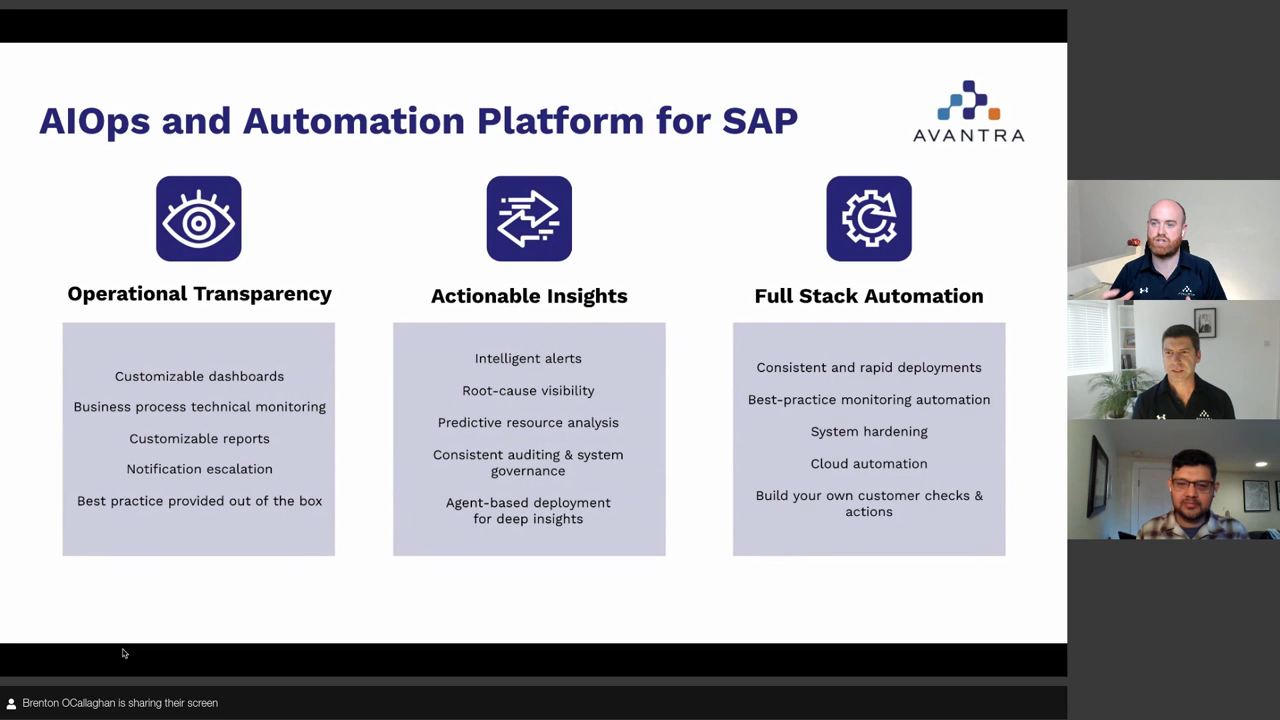 AIOps and Automation Platform for SAP
AVANTRA
Operational Transparency
Customizable dashboards
Business process technical monitoring
Customizable reports
Notification escalation
Best practice provided out of the box
Actionable Insights
Intelligent alerts
Root-cause visibility
Predictive resource analysis
Consistent auditing & system
governance
Agent-based deployment
for deep insights
Full Stack Automation
Consistent and rapid deployments
Best-practice monitoring automation
System hardening
Cloud automation
Build your own customer checks &
actions
Brenton OCallaghan is sharing their screen